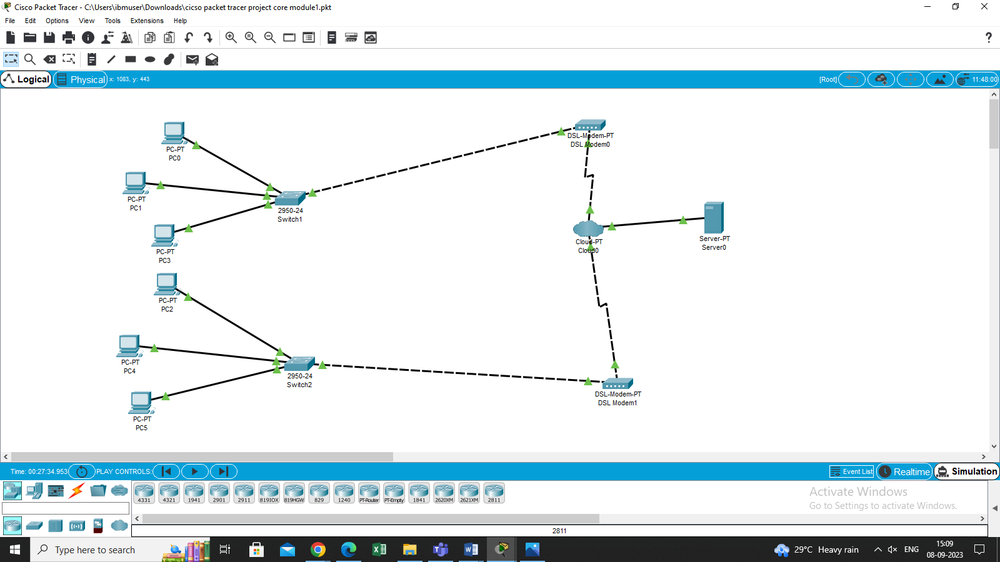 Cisco Packet Tracer - C:\Users\ibmuser\Downloads\cicso packet tracer project core module1.pkt
File Edit Options View Tools Extensions Help
Logical Physical x: 1083, y: 443 [Root] 11:48:00
PC-PT
PC0
PC-PT
PC1
PC-PT
PC3
2950-24
Switch1
PC-PT
PC2
PC-PT
PC4
PC-PT
PC5
2950-24
Switch2
DSL-Modem-PT
DSL Modem0
Cloud-PT
Cloud0
Server-PT
Server0
DSL-Modem-PT
DSL Modem1
Time: 00:27:34.953 PLAY CONTROLS: Event List Realtime Simulation
4331 4321 1941 2901 2911 819IOX 819HGW 829 1240 PT-Router PT-Empty 1841 2620XM 2621XM 2811
Activate Windows
Go to Settings to activate Windows.
2811
Type here to search
29°C Heavy rain ENG
15:09
08-09-2023